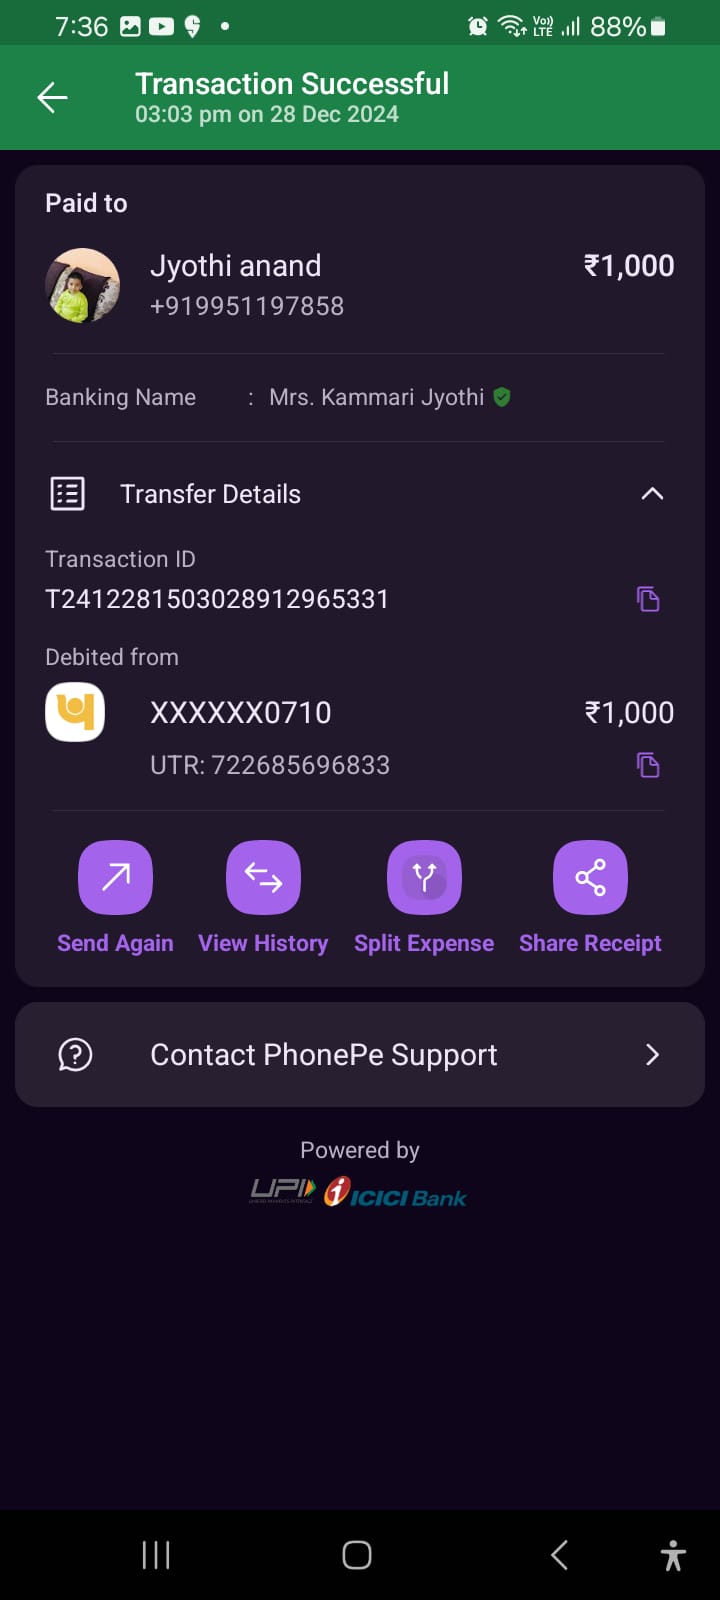 7:36
Vo))
LTE
88%
Transaction Successful
03:03 pm on 28 Dec 2024
Paid to
Jyothi anand
₹1,000
+919951197858
Banking Name : Mrs. Kammari Jyothi
Transfer Details
Transaction ID
T2412281503028912965331
Debited from
XXXXXX0710
₹1,000
UTR: 722685696833
Send Again
View History
Split Expense
Share Receipt
Contact PhonePe Support
Powered by
UPI
ICICI Bank